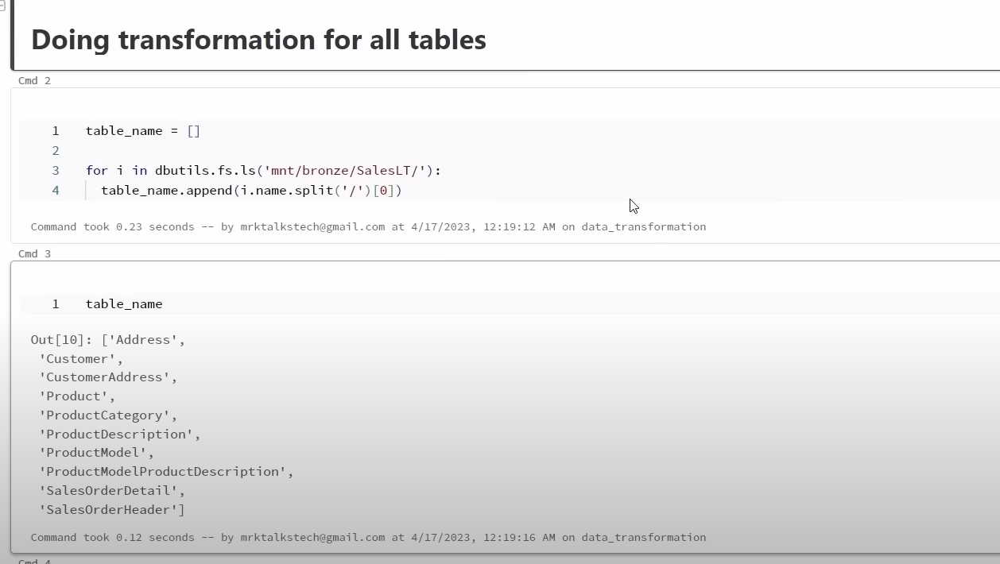 Doing transformation for all tables
Cmd 2
1 table_name = []
2
3 for i in dbutils.fs.ls('mnt/bronze/SalesLT/'):
4 table_name.append(i.name.split('/')[0])
Command took 0.23 seconds -- by mrktalkstech@gmail.com at 4/17/2023, 12:19:12 AM on data_transformation
Cmd 3
1 table_name
Out[10]: ['Address',
'Customer',
'CustomerAddress',
'Product',
'ProductCategory',
'ProductDescription',
'ProductModel',
'ProductModelProductDescription',
'SalesOrderDetail',
'SalesOrderHeader']
Command took 0.12 seconds -- by mrktalkstech@gmail.com at 4/17/2023, 12:19:16 AM on data_transformation
Cmd 4